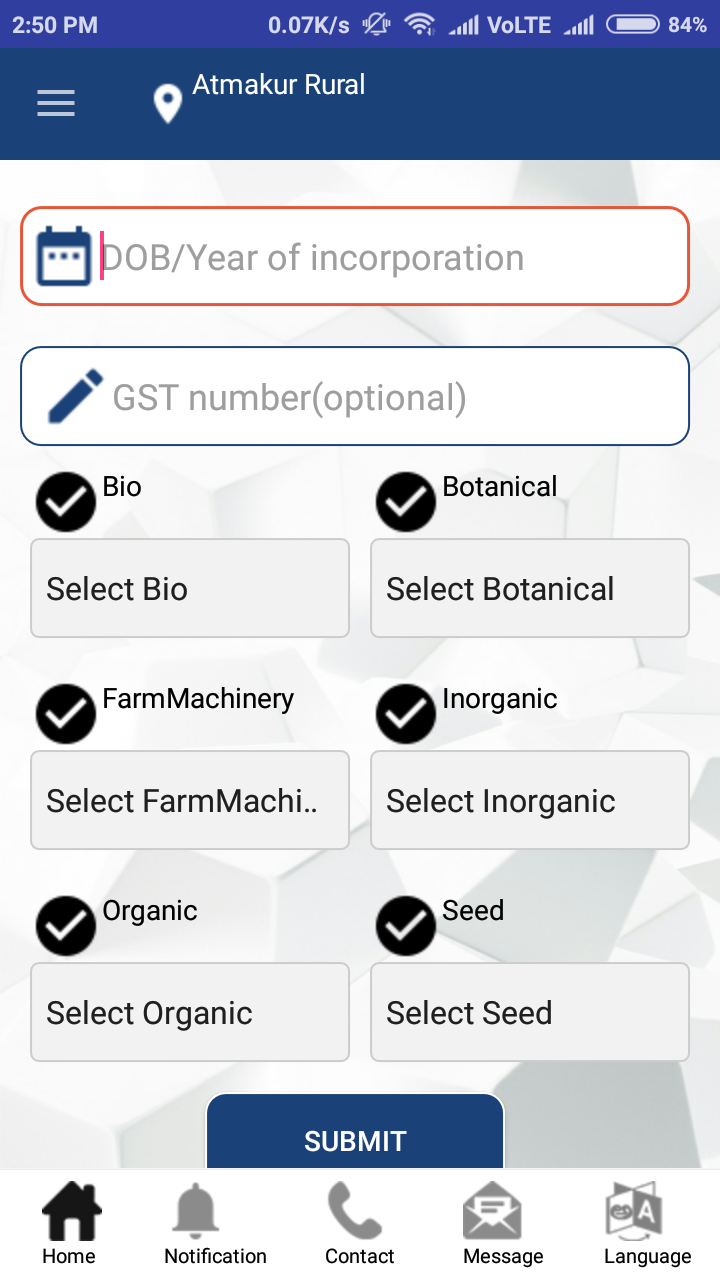 2:50 PM 0.07K/s VoLTE 84%
Atmakur Rural
DOB/Year of incorporation
GST number(optional)
Bio Botanical
Select Bio Select Botanical
FarmMachinery Inorganic
Select FarmMachi.. Select Inorganic
Organic Seed
Select Organic Select Seed
SUBMIT
A
Home Notification Contact Message Language